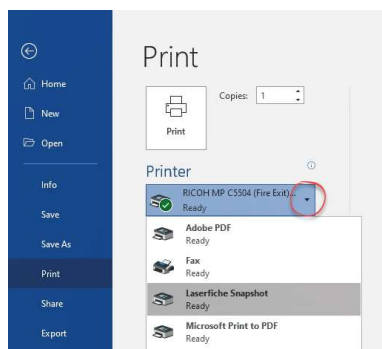 Print
Home
New
Open
Info
Save
Save As
Print
Share
Export
Copies: 1
Print
Printer
RICOH MP C5504 (Fire Exit)...
Ready
Adobe PDF
Ready
Fax
Ready
Laserfiche Snapshot
Ready
Microsoft Print to PDF
Ready